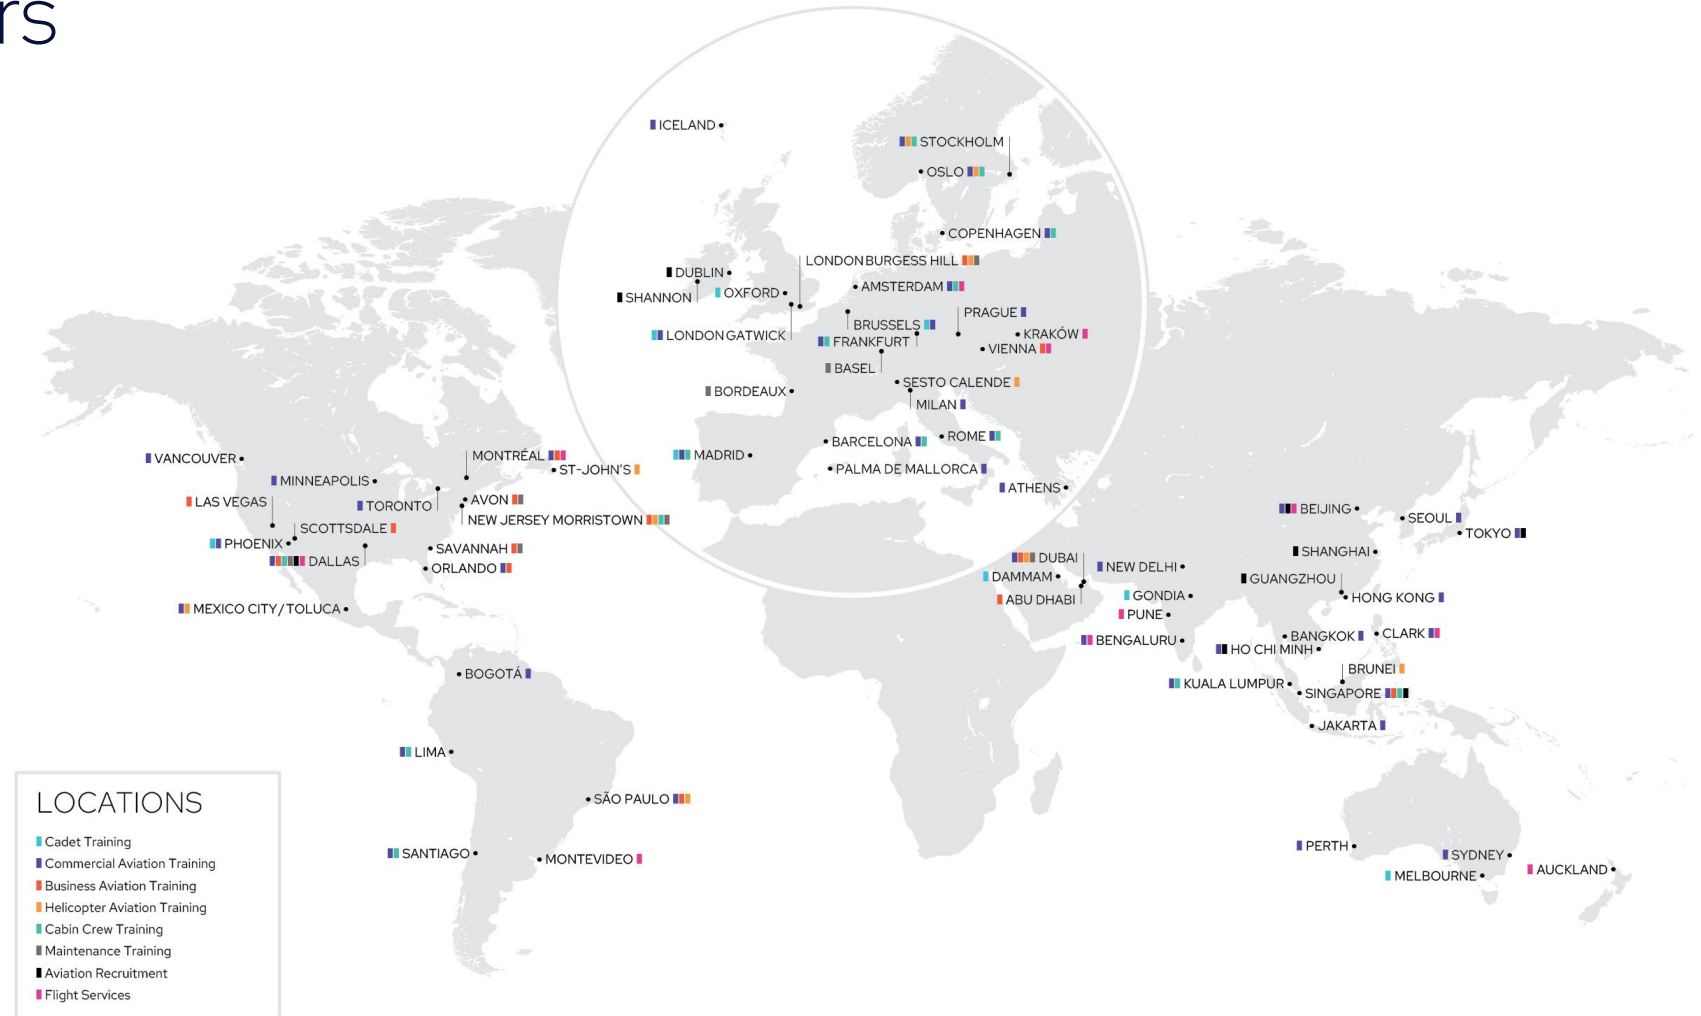 rs
ICELAND
STOCKHOLM
OSLO
COPENHAGEN
LONDON BURGESS HILL
DUBLIN
OXFORD
AMSTERDAM
SHANNON
PRAGUE
BRUSSELS
LONDON GATWICK
KRAKÓW
FRANKFURT
VIENNA
BASEL
SESTO CALENDE
BORDEAUX
MILAN
BARCELONA
ROME
MADRID
PALMA DE MALLORCA
ATHENS
VANCOUVER
MONTRÉAL
ST-JOHN'S
MINNEAPOLIS
LAS VEGAS
TORONTO
AVON
NEW JERSEY MORRISTOWN
SCOTTSDALE
PHOENIX
SAVANNAH
DALLAS
ORLANDO
MEXICO CITY/TOLUCA
BEIJING
SEOUL
TOKYO
SHANGHAI
DUBAI
NEW DELHI
DAMMAM
GUANGZHOU
ABU DHABI
GONDIA
HONG KONG
PUNE
BENGALURU
BANGKOK
CLARK
HO CHI MINH
BRUNEI
KUALA LUMPUR
SINGAPORE
JAKARTA
BOGOTÁ
LIMA
SÃO PAULO
SANTIAGO
MONTEVIDEO
PERTH
SYDNEY
MELBOURNE
AUCKLAND
LOCATIONS
Cadet Training
Commercial Aviation Training
Business Aviation Training
Helicopter Aviation Training
Cabin Crew Training
Maintenance Training
Aviation Recruitment
Flight Services